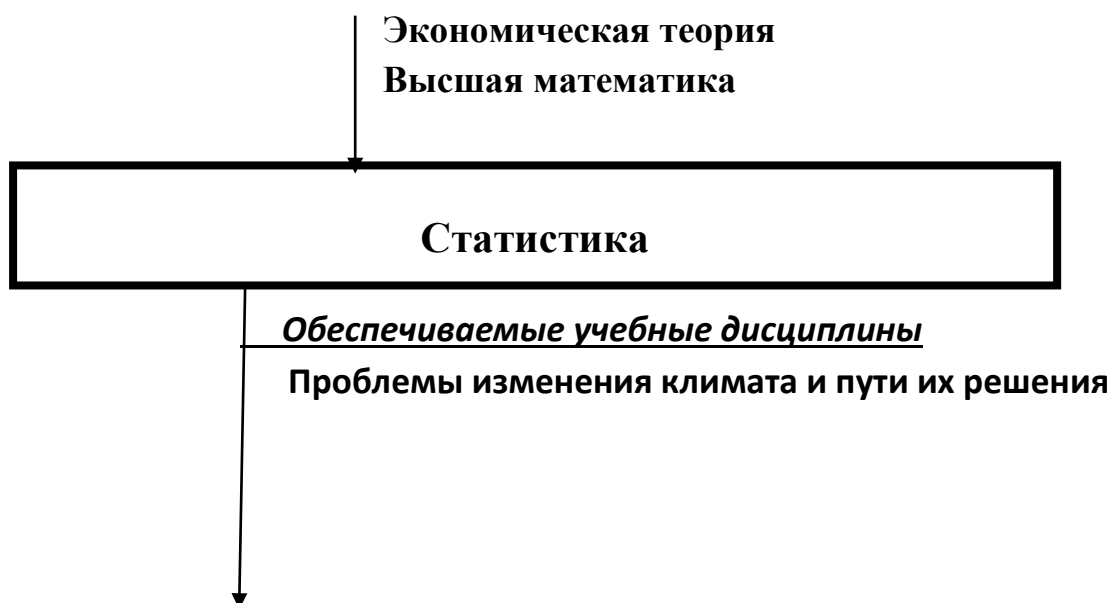 Экономическая теория
Высшая математика
Статистика
Обеспечиваемые учебные дисциплины
Проблемы изменения климата и пути их решения